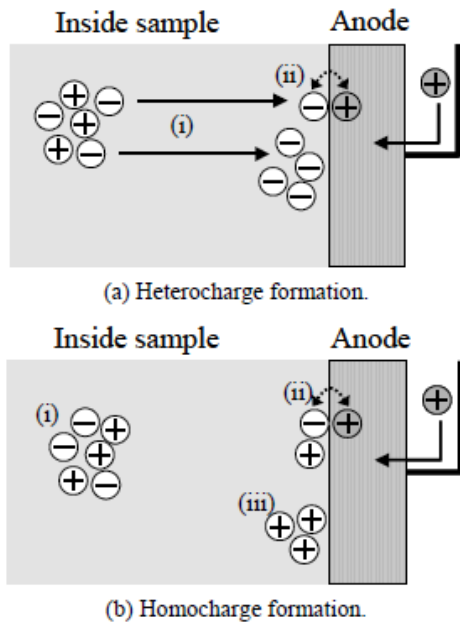 Inside sample Anode
(ii)
(i)
(a) Heterocharge formation.
Inside sample Anode
(i) (ii)
(iii)
(b) Homocharge formation.